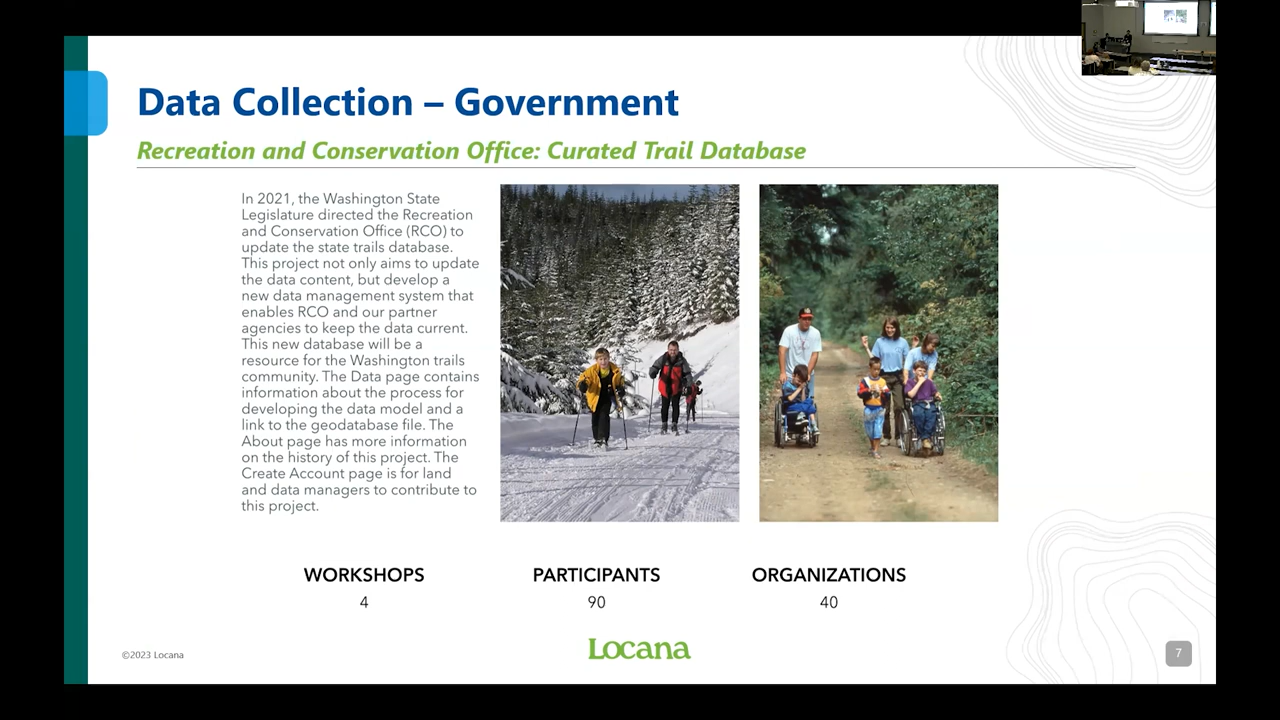 Data Collection – Government
Recreation and Conservation Office: Curated Trail Database
In 2021, the Washington State
Legislature directed the Recreation
and Conservation Office (RCO) to
update the state trails database.
This project not only aims to update
the data content, but develop a
new data management system that
enables RCO and our partner
agencies to keep the data current.
This new database will be a
resource for the Washington trails
community. The Data page contains
information about the process for
developing the data model and a
link to the geodatabase file. The
About page has more information
on the history of this project. The
Create Account page is for land
and data managers to contribute to
this project.
WORKSHOPS
4
PARTICIPANTS
90
ORGANIZATIONS
40
©2023 Locana
Locana
7